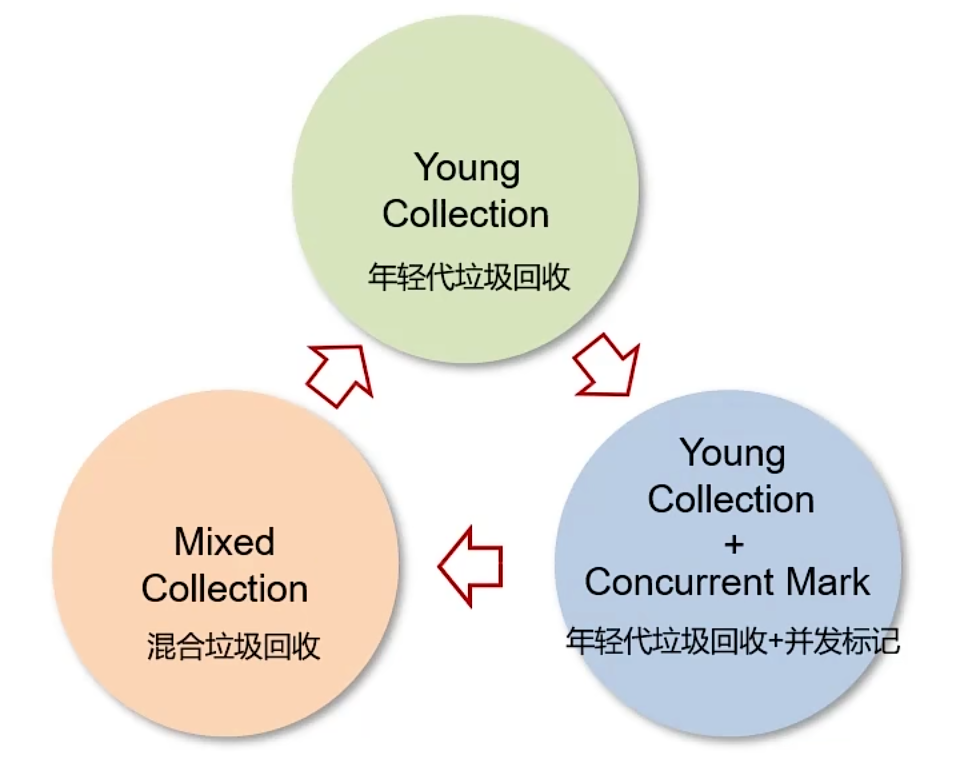 Young
Collection
年轻代垃圾回收
Young
Collection
+
Concurrent Mark
年轻代垃圾回收+并发标记
Mixed
Collection
混合垃圾回收